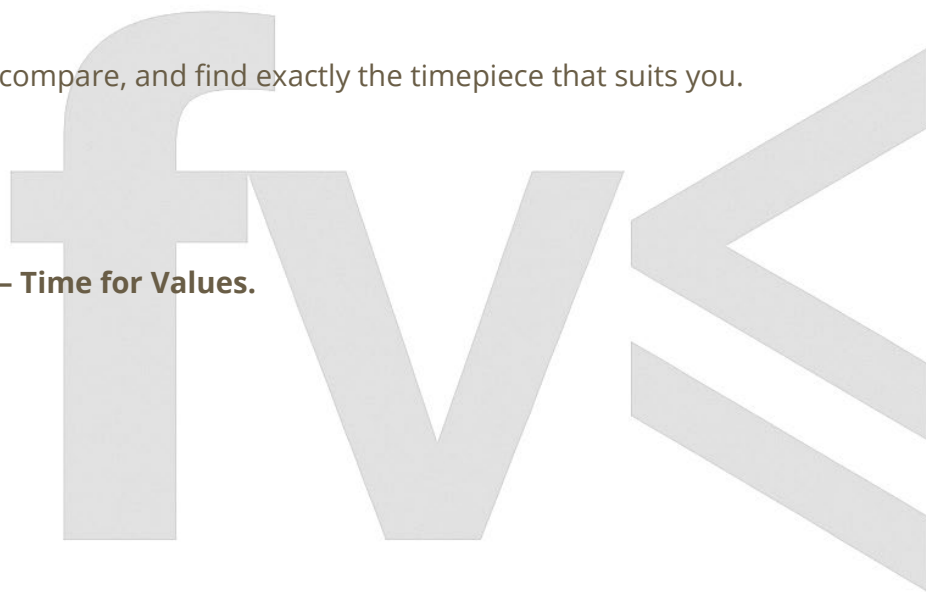 compare, and find exactly the timepiece that suits you.
– Time for Values.
fv